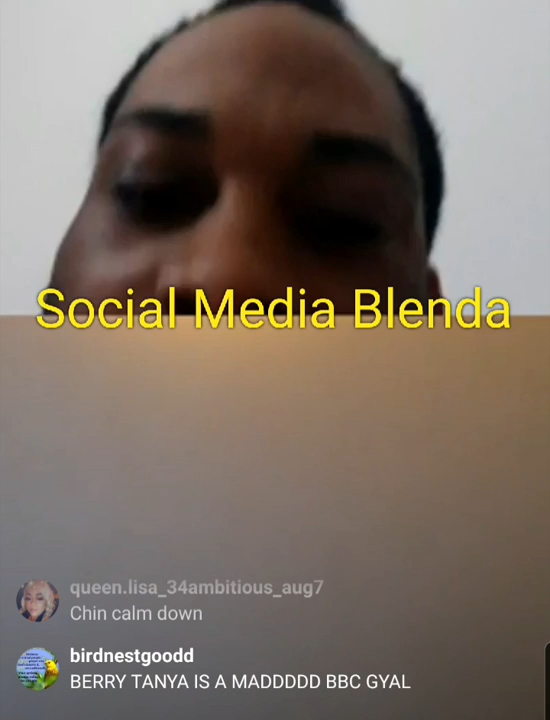 Social Media Blenda
queen.lisa_34ambitious_aug7
Chin calm down
birdnestgoodd
BERRY TANYA IS A MADDDDD BBC GYAL